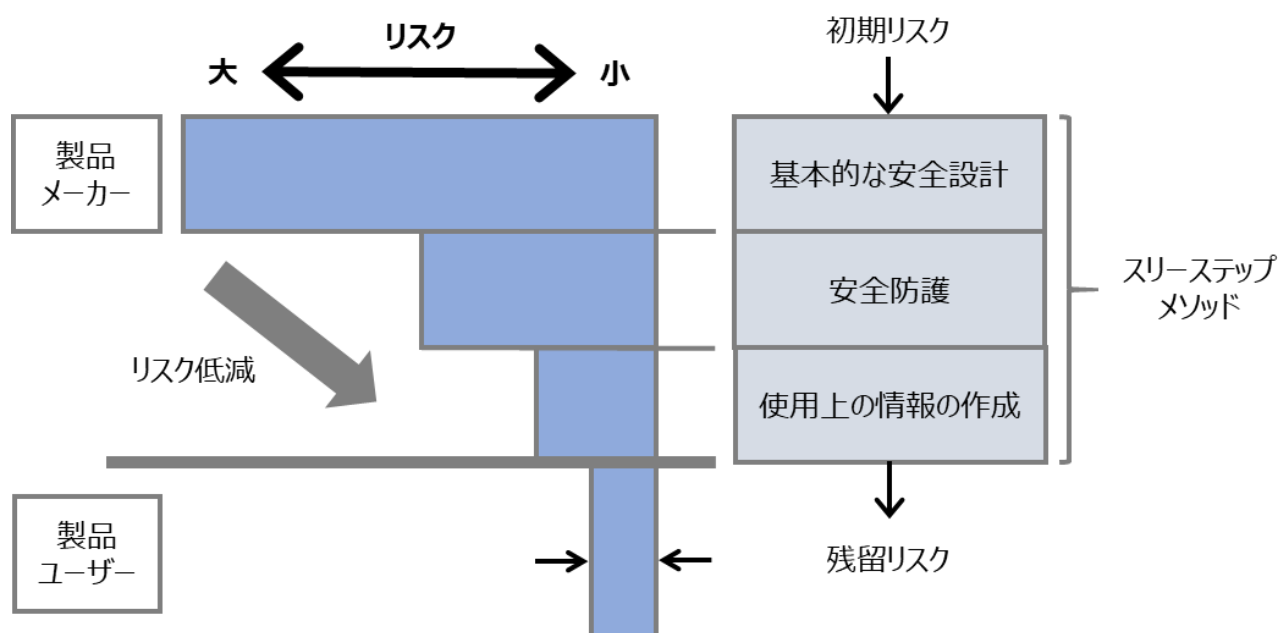 リスク
大
小
初期リスク
製品
メーカー
基本的な安全設計
安全防護
スリーステップ
メソッド
リスク低減
使用上の情報の作成
製品
ユーザー
残留リスク